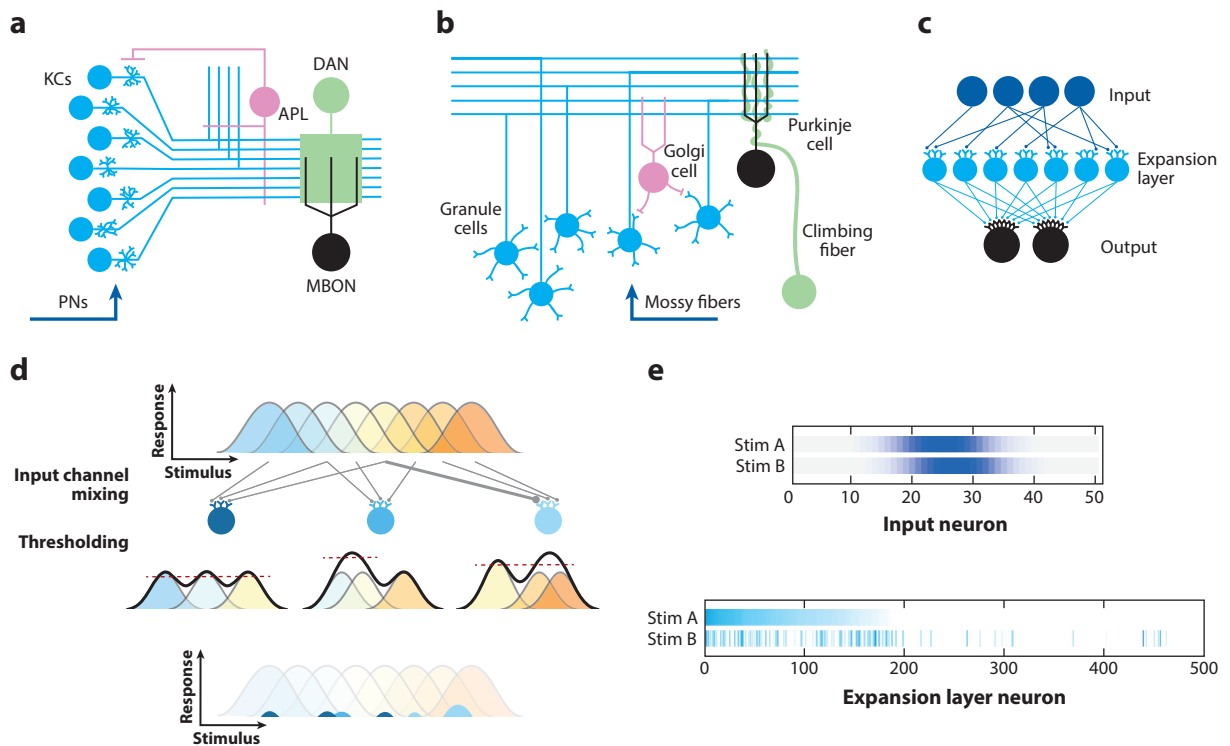 a
KCs
DAN
APL
MBON
PNs
b
Granule
cells
Golgi
cell
Purkinje
cell
Climbing
fiber
Mossy fibers
c
Input
Expansion
layer
Output
d
Response
Stimulus
Input channel
mixing
Thresholding
Response
Stimulus
e
Stim A
Stim B
0 10 20 30 40 50
Input neuron
Stim A
Stim B
0 100 200 300 400 500
Expansion layer neuron